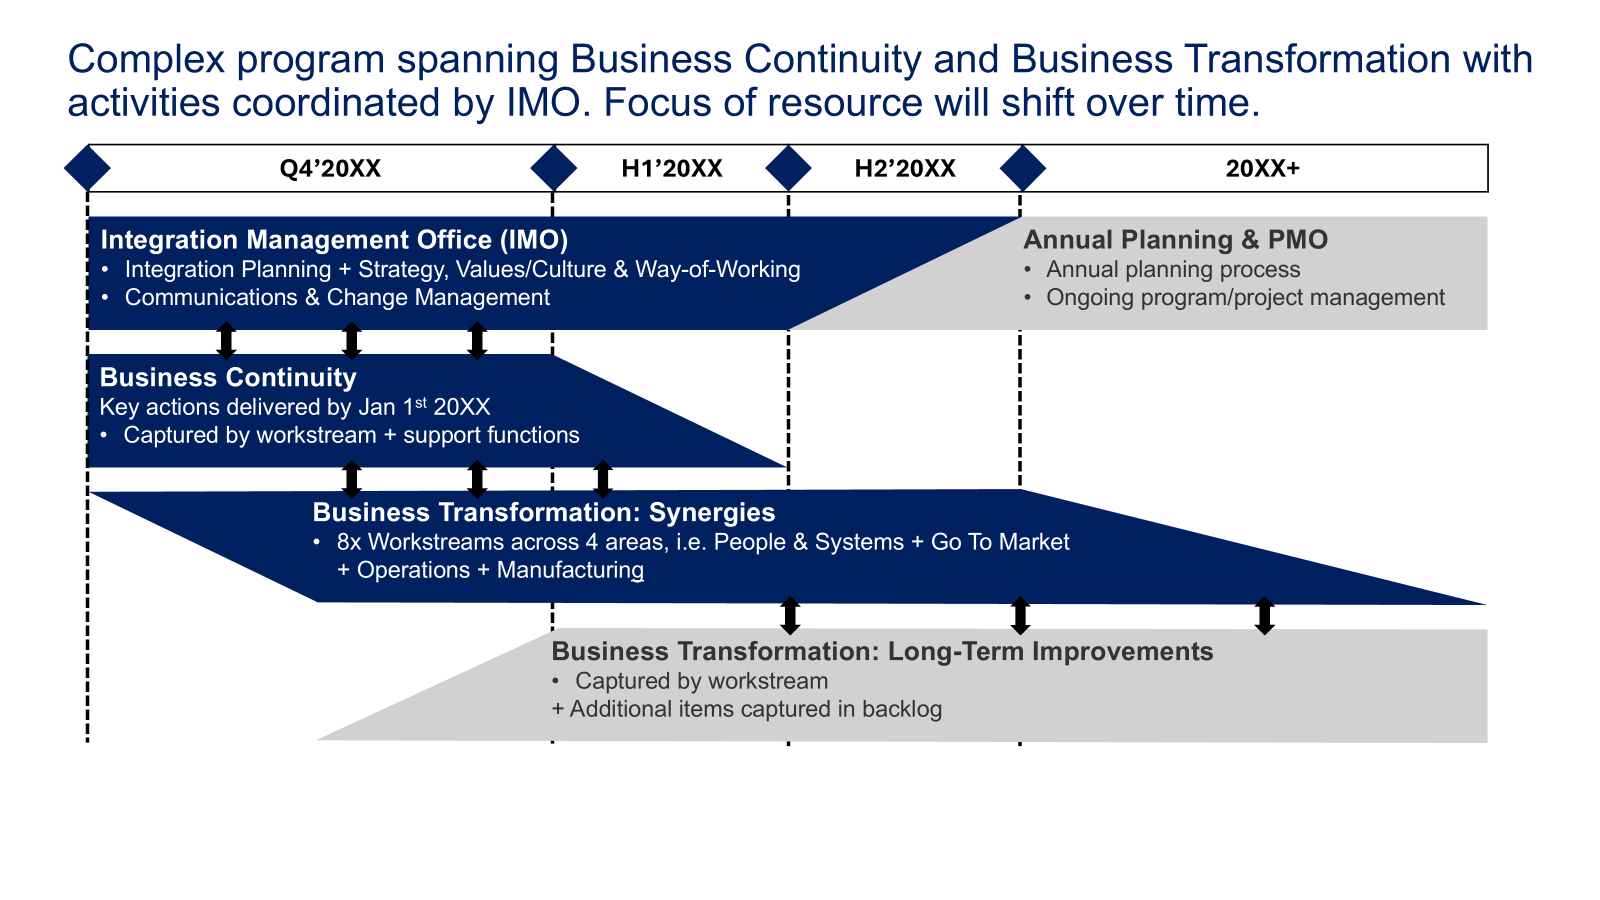 Complex program spanning Business Continuity and Business Transformation with
activities coordinated by IMO. Focus of resource will shift over time.
Q4’20XX
H1’20XX
H2’20XX
20XX+
Integration Management Office (IMO)
• Integration Planning + Strategy, Values/Culture & Way-of-Working
• Communications & Change Management
Annual Planning & PMO
• Annual planning process
• Ongoing program/project management
Business Continuity
Key actions delivered by Jan 1st 20XX
• Captured by workstream + support functions
Business Transformation: Synergies
• 8x Workstreams across 4 areas, i.e. People & Systems + Go To Market
+ Operations + Manufacturing
Business Transformation: Long-Term Improvements
• Captured by workstream
+ Additional items captured in backlog